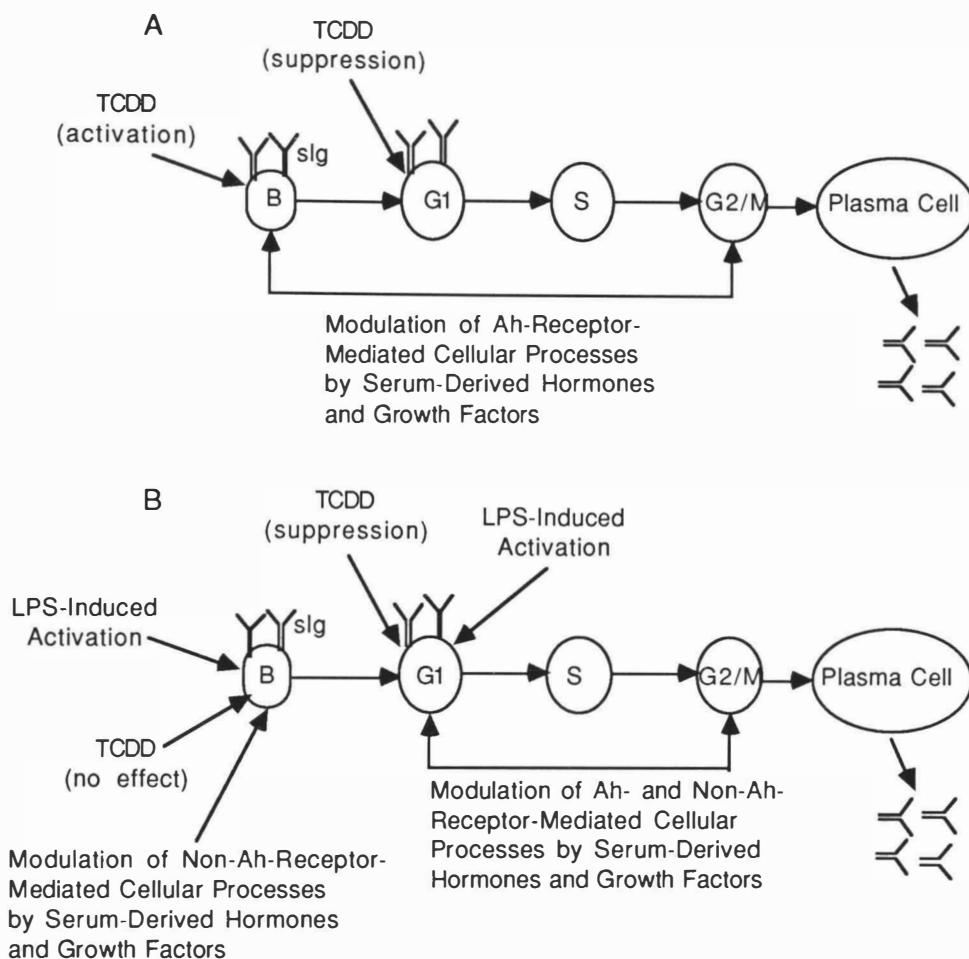 A
TCDD
(suppression)
TCDD
(activation)
sIg
B
G1
S
G2/M
Plasma Cell
Modulation of Ah-Receptor-
Mediated Cellular Processes
by Serum-Derived Hormones
and Growth Factors
B
TCDD
(suppression)
LPS-Induced
Activation
LPS-Induced
Activation
sIg
B
G1
S
G2/M
Plasma Cell
TCDD
(no effect)
Modulation of Ah- and Non-Ah-
Receptor-Mediated Cellular
Processes by Serum-Derived
Hormones and Growth Factors
Modulation of Non-Ah-Receptor-
Mediated Cellular Processes
by Serum-Derived Hormones
and Growth Factors